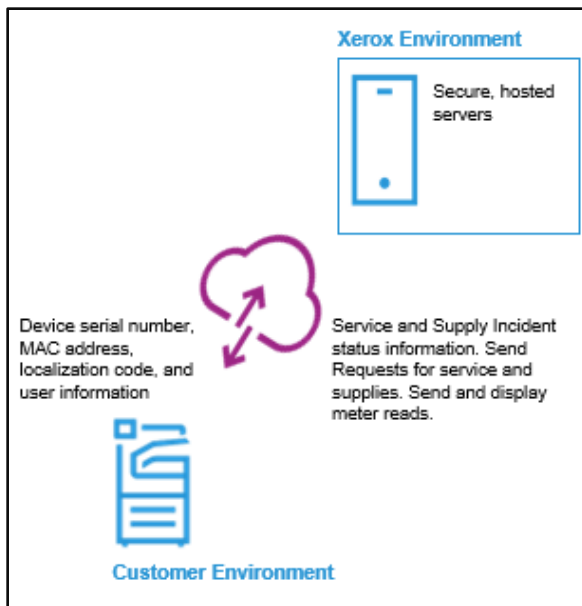 Xerox Environment
Secure, hosted
servers
Device serial number,
MAC address,
localization code, and
user information
Service and Supply Incident
status information. Send
Requests for service and
supplies. Send and display
meter reads.
Customer Environment